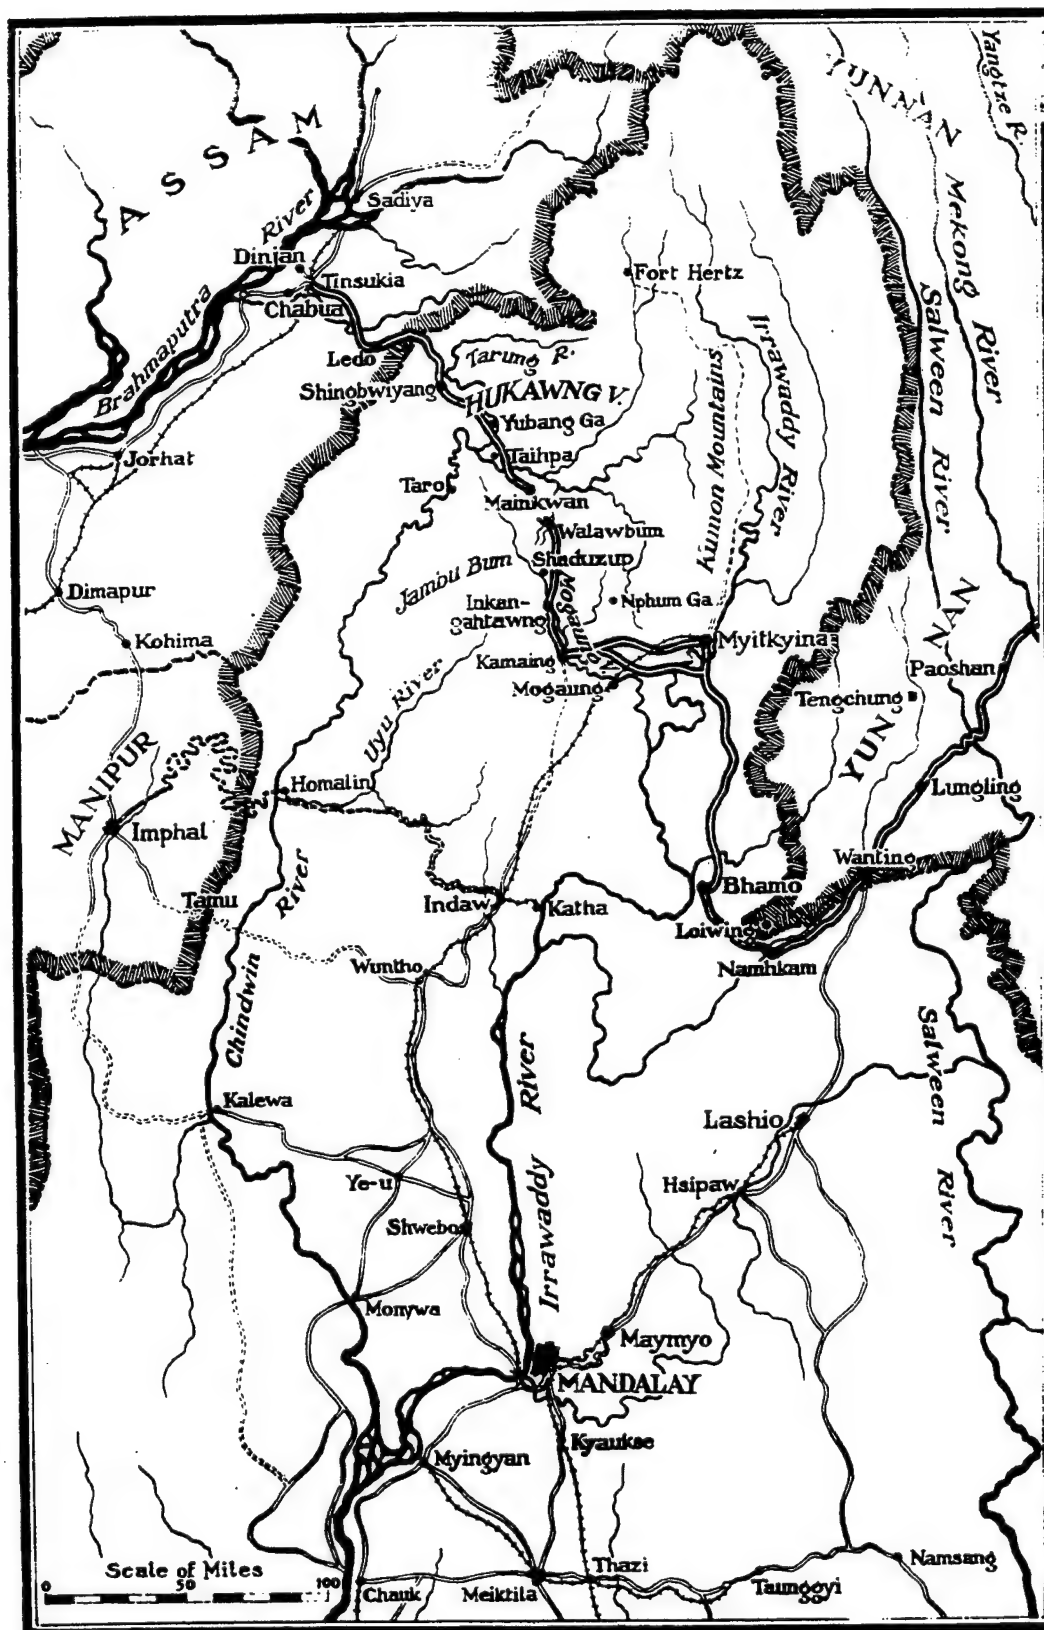 YUNNAN
Yangtze R.
ASSAM
Sadiya
River
Mekong River
Dinjan
Tinsukia
Fort Hertz
Chabua
Brahmaputra
Salween River
Irrawaddy River
Ledo
Tarung R.
Shingbwiyang
HUKAWNG V.
Kumon Mountains
Yubang Ga
Jorhat
Taihpa
Taro
Mainkwan
Walawbum
Jambu Bum
Shaduzup
Dimapur
Inkan-
gahtawng
Mogaung
Nphum Ga
Kohima
Myitkyina
YUNNAN
Kamaing
Paoshan
Mogaung
Tengchung
Uyu River
MANIPUR
Homalin
Lungling
Imphal
Wanting
Bhamo
Tamu
River
Indaw
Katha
Loiwing
Wuntho
Namhkam
Chindwin
Salween
River
River
Kalewa
Lashio
Ye-u
Hsipaw
Shwebo
Irrawaddy
Monywa
Maymyo
MANDALAY
Kyaukse
Myingyan
Scale of Miles
0 50 100
Thazi
Namsang
Chauk
Meiktila
Taunggyi